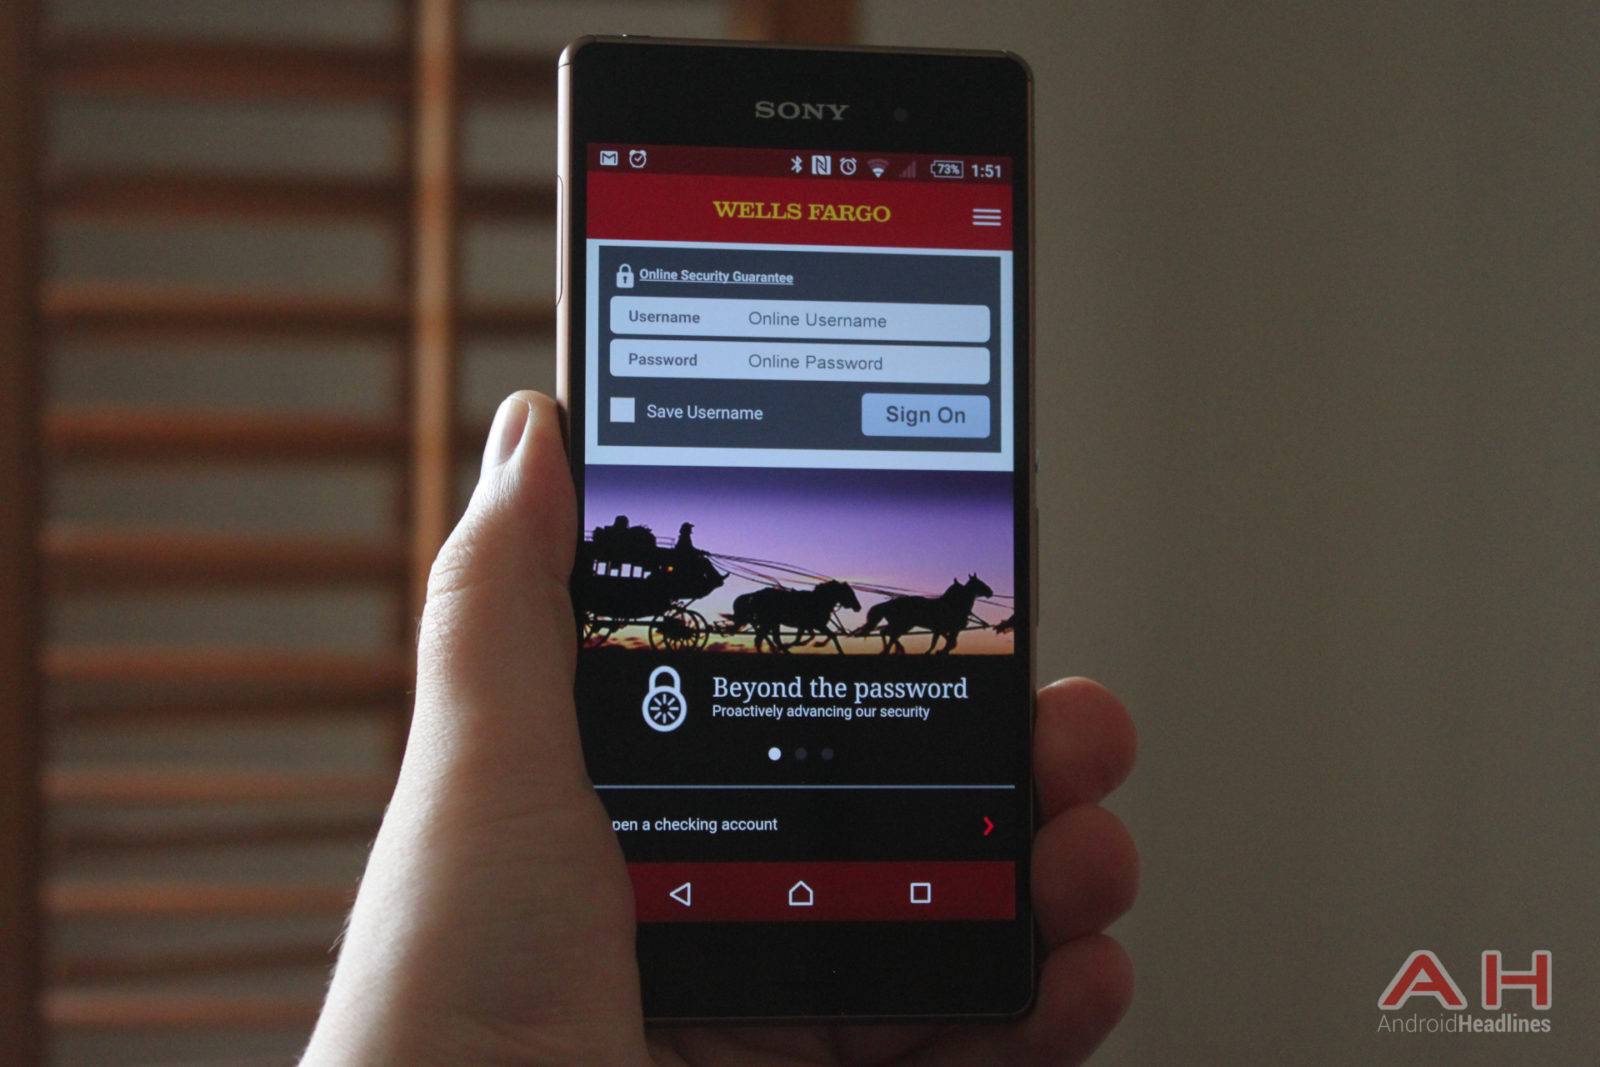 SONY
73% 1:51
WELLS FARGO
Online Security Guarantee
Username Online Username
Password Online Password
Save Username Sign On
Beyond the password
Proactively advancing our security
pen a checking account
AH
AndroidHeadlines